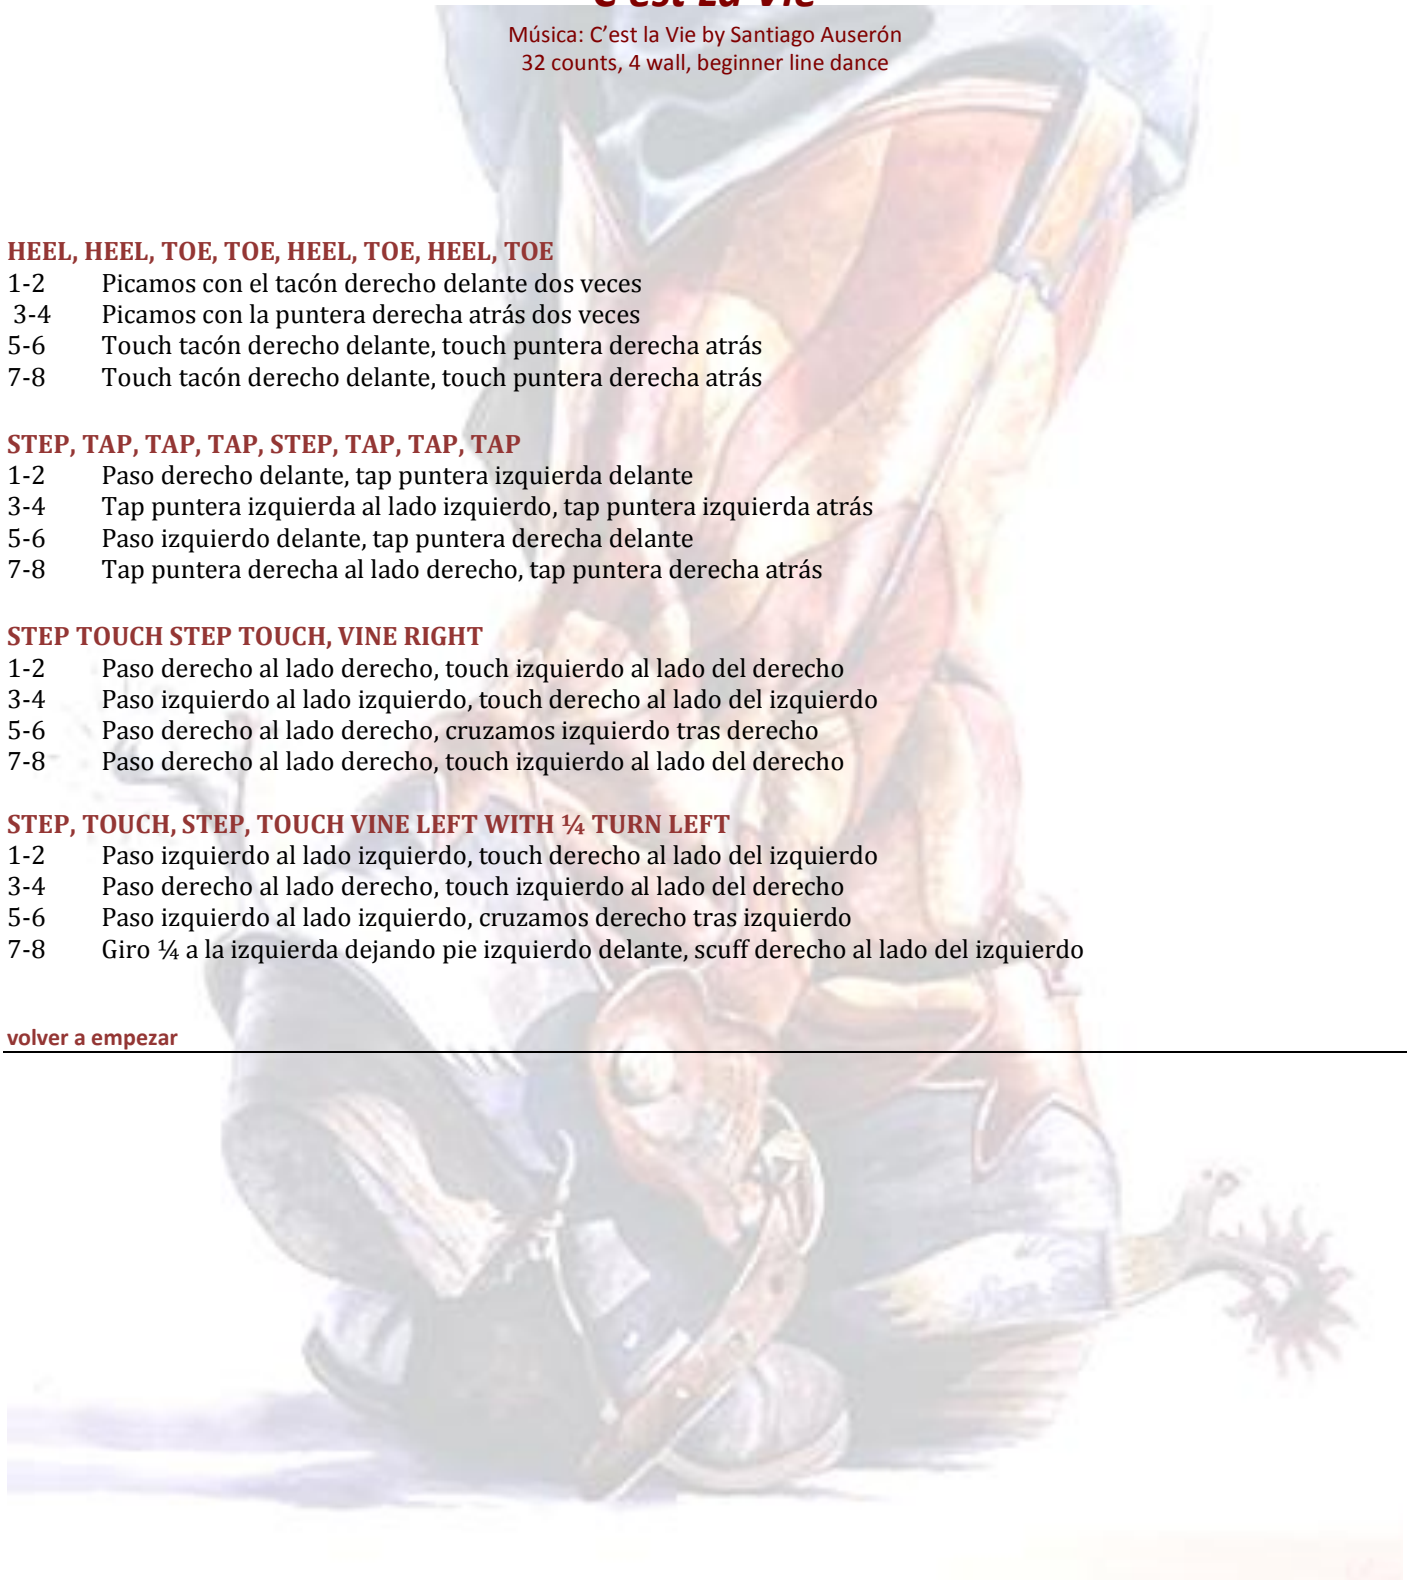 C'est La Vie
Música: C’est la Vie by Santiago Auserón
32 counts, 4 wall, beginner line dance
HEEL, HEEL, TOE, TOE, HEEL, TOE, HEEL, TOE
1-2 Picamos con el tacón derecho delante dos veces
3-4 Picamos con la puntera derecha atrás dos veces
5-6 Touch tacón derecho delante, touch puntera derecha atrás
7-8 Touch tacón derecho delante, touch puntera derecha atrás
STEP, TAP, TAP, TAP, STEP, TAP, TAP, TAP
1-2 Paso derecho delante, tap puntera izquierda delante
3-4 Tap puntera izquierda al lado izquierdo, tap puntera izquierda atrás
5-6 Paso izquierdo delante, tap puntera derecha delante
7-8 Tap puntera derecha al lado derecho, tap puntera derecha atrás
STEP TOUCH STEP TOUCH, VINE RIGHT
1-2 Paso derecho al lado derecho, touch izquierdo al lado del derecho
3-4 Paso izquierdo al lado izquierdo, touch derecho al lado del izquierdo
5-6 Paso derecho al lado derecho, cruzamos izquierdo tras derecho
7-8 Paso derecho al lado derecho, touch izquierdo al lado del derecho
STEP, TOUCH, STEP, TOUCH VINE LEFT WITH ¼ TURN LEFT
1-2 Paso izquierdo al lado izquierdo, touch derecho al lado del izquierdo
3-4 Paso derecho al lado derecho, touch izquierdo al lado del derecho
5-6 Paso izquierdo al lado izquierdo, cruzamos derecho tras izquierdo
7-8 Giro ¼ a la izquierda dejando pie izquierdo delante, scuff derecho al lado del izquierdo
volver a empezar